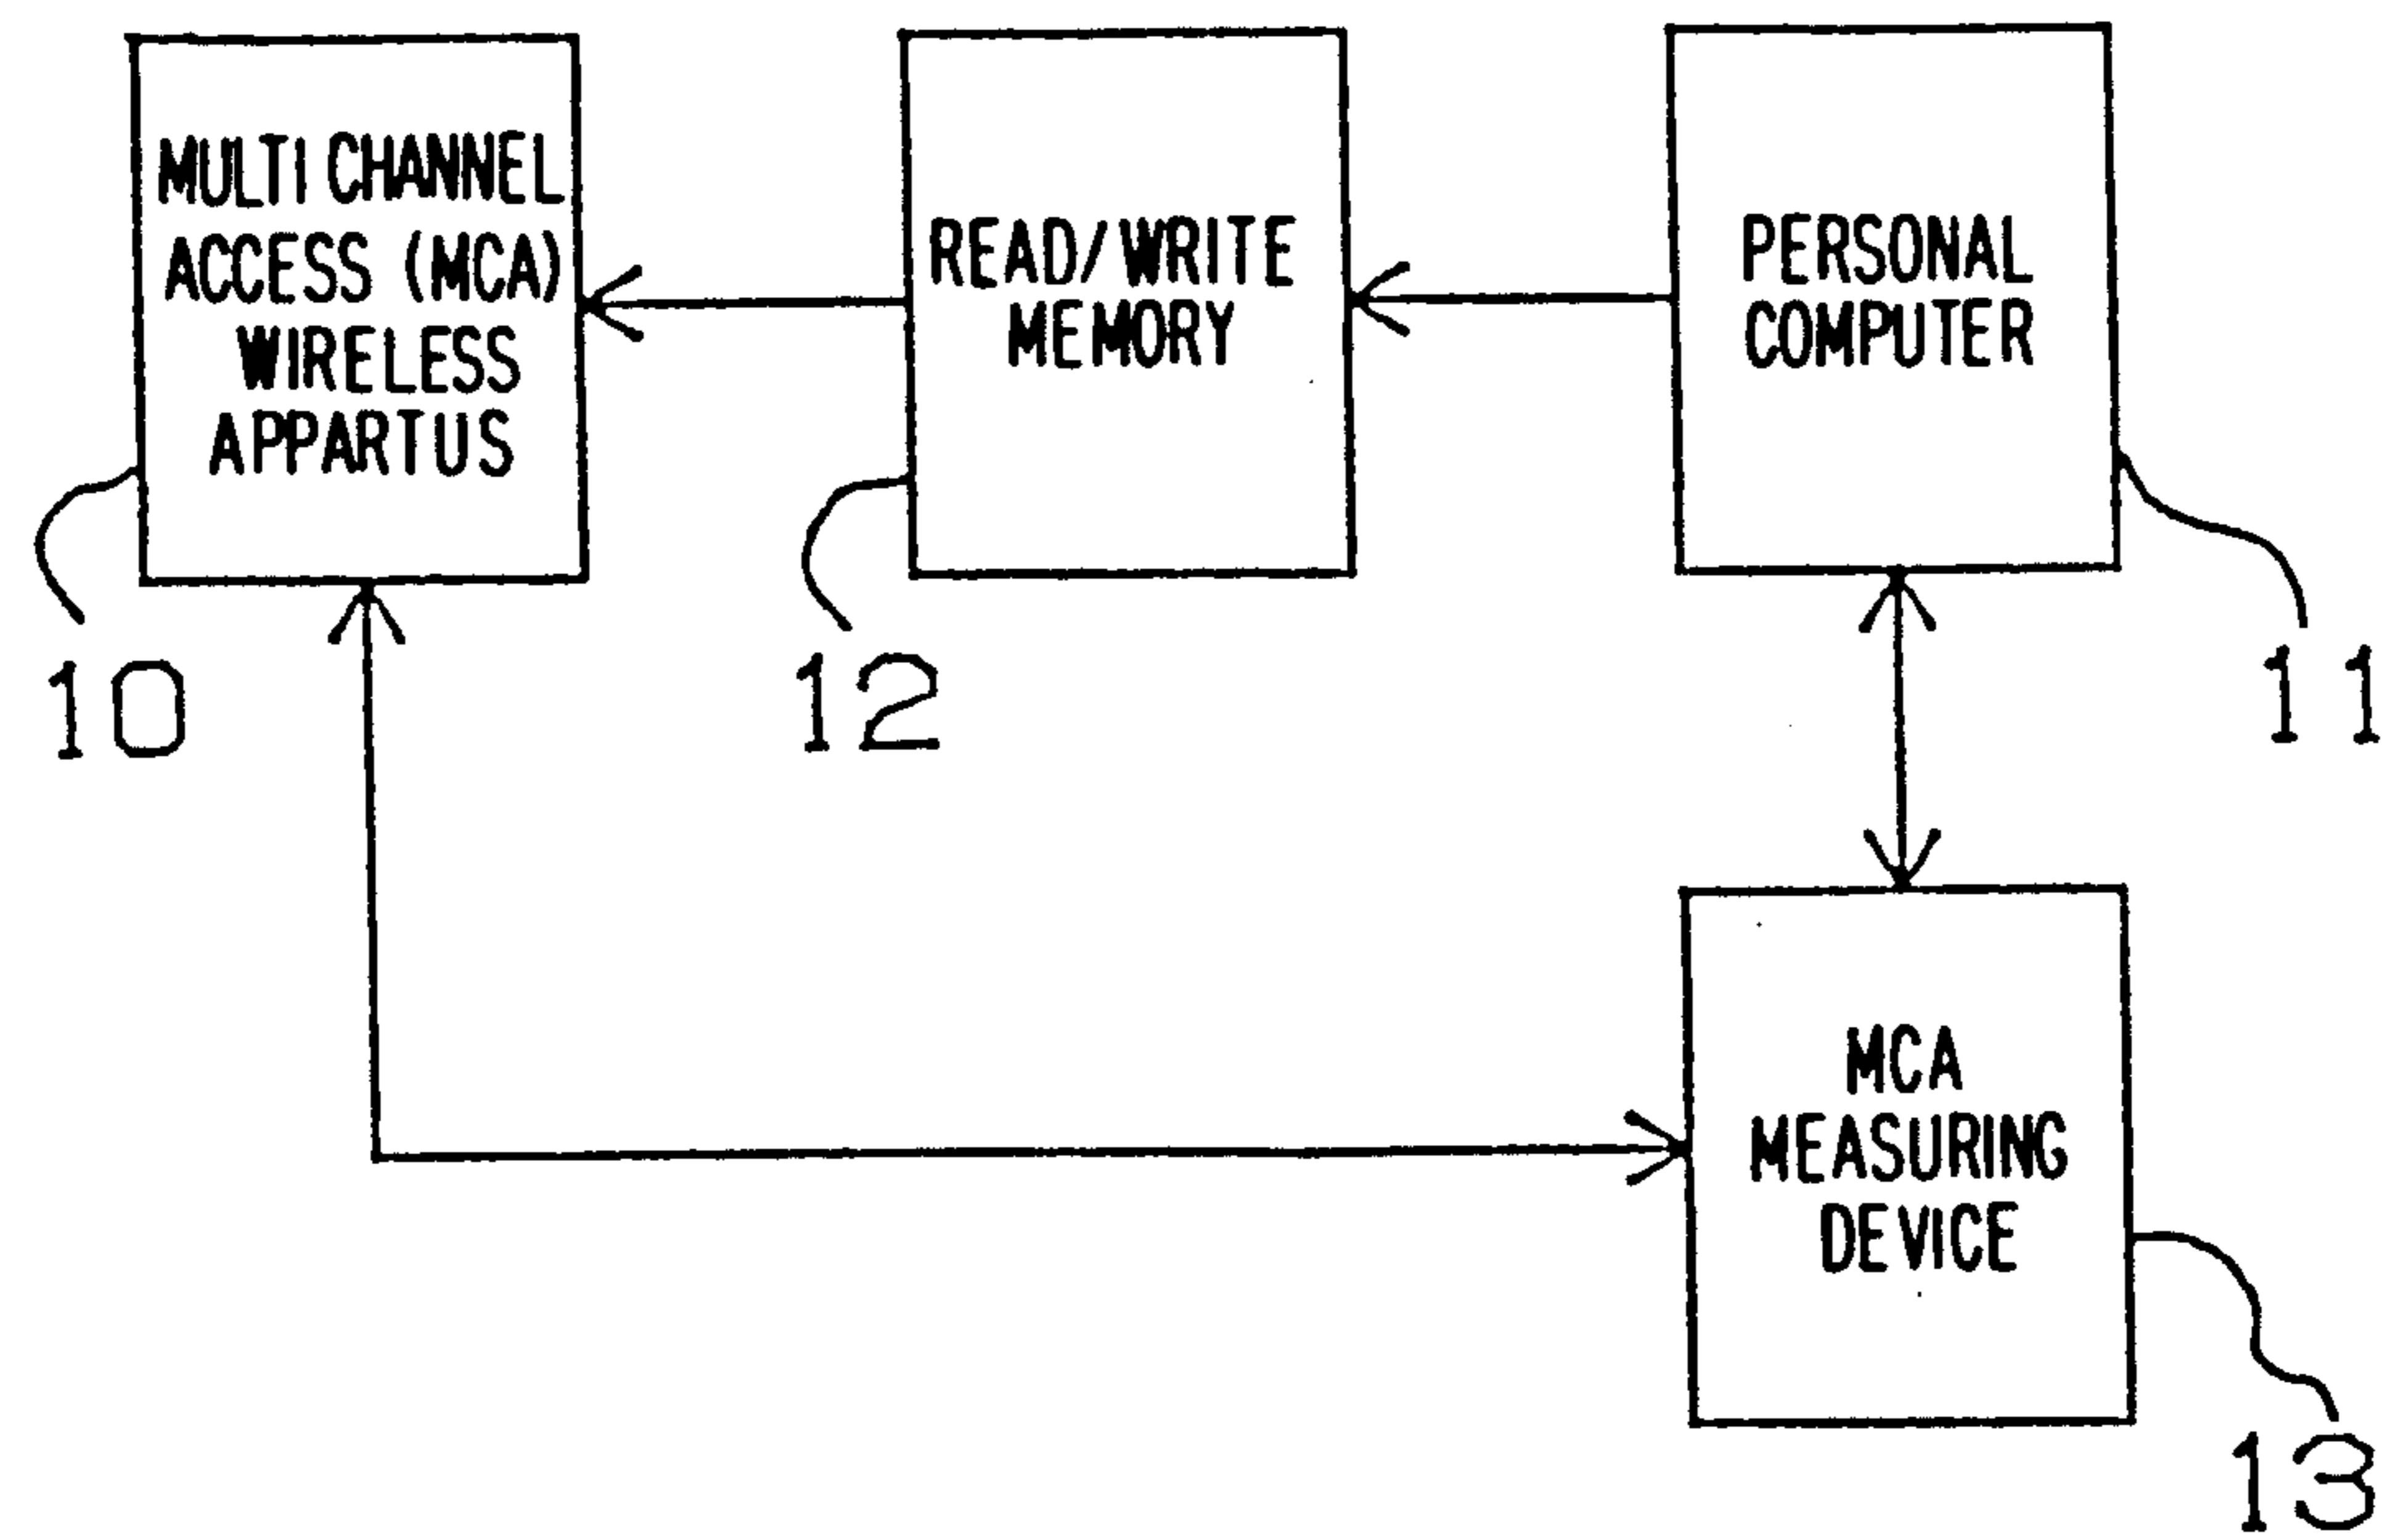 MULTI CHANNEL
ACCESS (MCA)
WIRELESS
APPARTUS
READ/WRITE
MEMORY
PERSONAL
COMPUTER
10
12
11
MCA
MEASURING
DEVICE
13